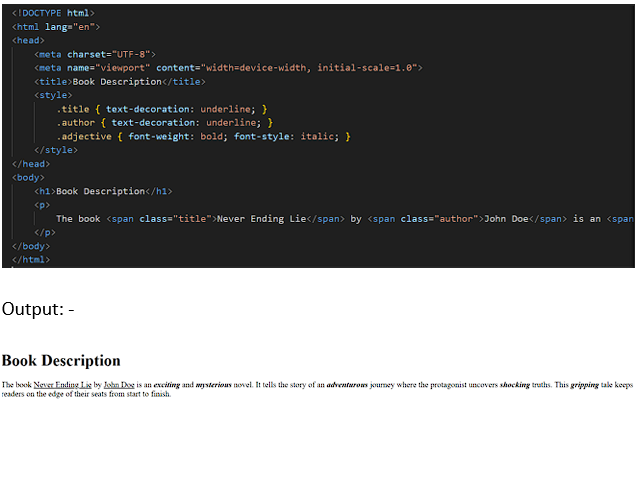 <!DOCTYPE html>
<html lang="en">
<head>
<meta charset="UTF-8">
<meta name="viewport" content="width=device-width, initial-scale=1.0">
<title>Book Description</title>
<style>
.title { text-decoration: underline; }
.author { text-decoration: underline; }
.adjective { font-weight: bold; font-style: italic; }
</style>
</head>
<body>
<h1>Book Description</h1>
<p>
The book <span class="title">Never Ending Lie</span> by <span class="author">John Doe</span> is an <span
</p>
</body>
</html>
Output: -
Book Description
The book Never Ending Lie by John Doe is an exciting and mysterious novel. It tells the story of an adventurous journey where the protagonist uncovers shocking truths. This gripping tale keeps
readers on the edge of their seats from start to finish.